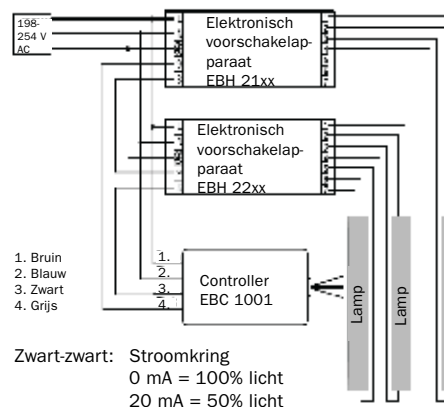 198-
254 V
AC
Elektronisch
voorschakelap-
paraat
EBH 21xx
Elektronisch
voorschakelap-
paraat
EBH 22xx
1. Bruin
2. Blauw
3. Zwart
4. Grijs
1.
2.
3.
4.
Controller
EBC 1001
Lamp
Lamp
Zwart-zwart: Stroomkring
0 mA = 100% licht
20 mA = 50% licht